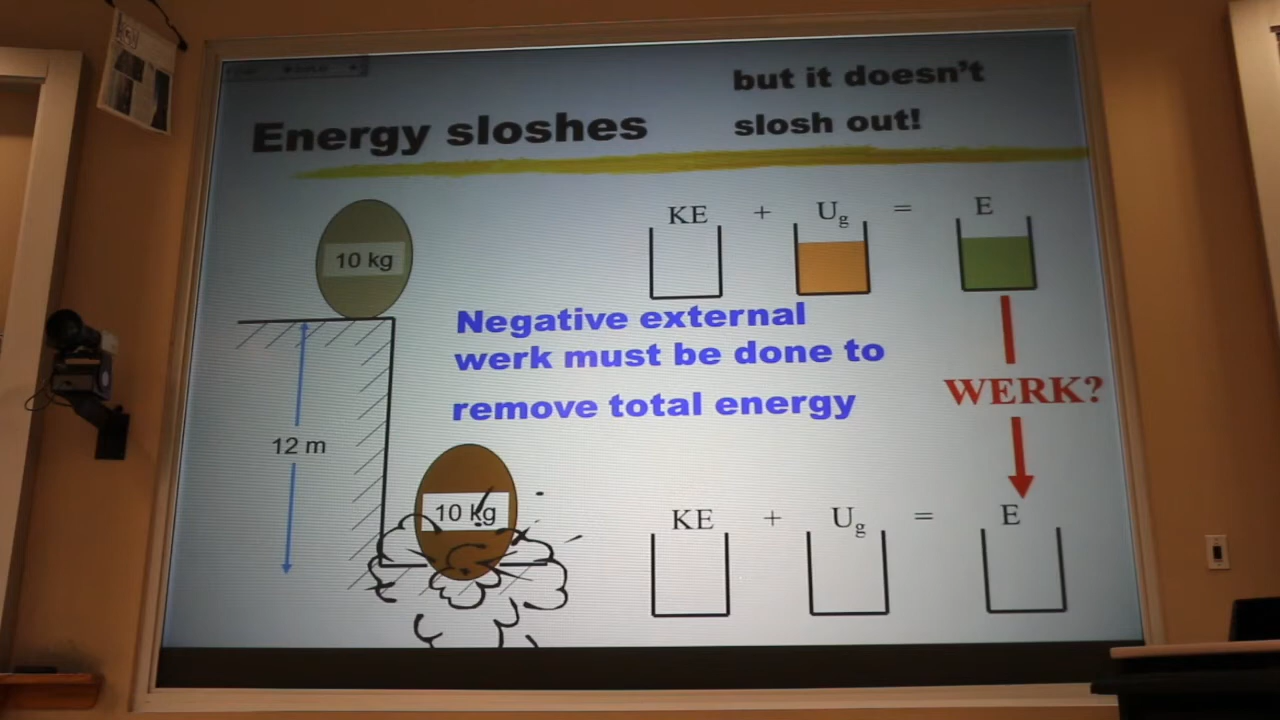 but it doesn't
Energy sloshes
slosh out!
KE + Ug = E
10 kg
Negative external
werk must be done to
remove total energy
WERK?
12 m
10 kg
KE + Ug = E